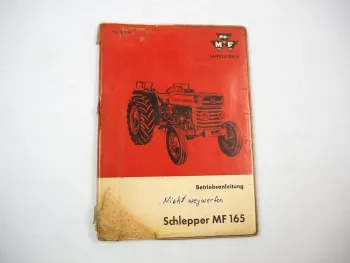 MF
Betriebsanleitung
Nicht wegwerfen
Schlepper MF 165